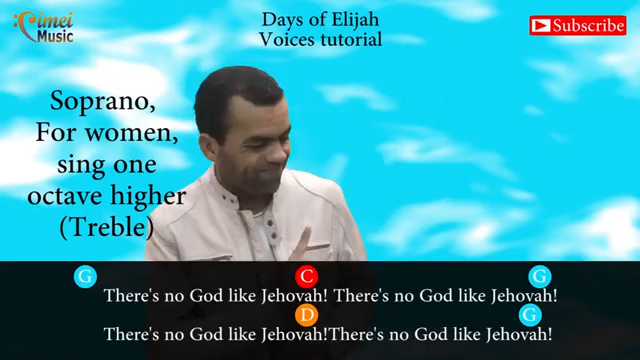 Cimei
Music
Days of Elijah
Voices tutorial
Subscribe
Soprano,
For women,
sing one
octave higher
(Treble)
G C G
There's no God like Jehovah! There's no God like Jehovah!
D G
There's no God like Jehovah!There's no God like Jehovah!